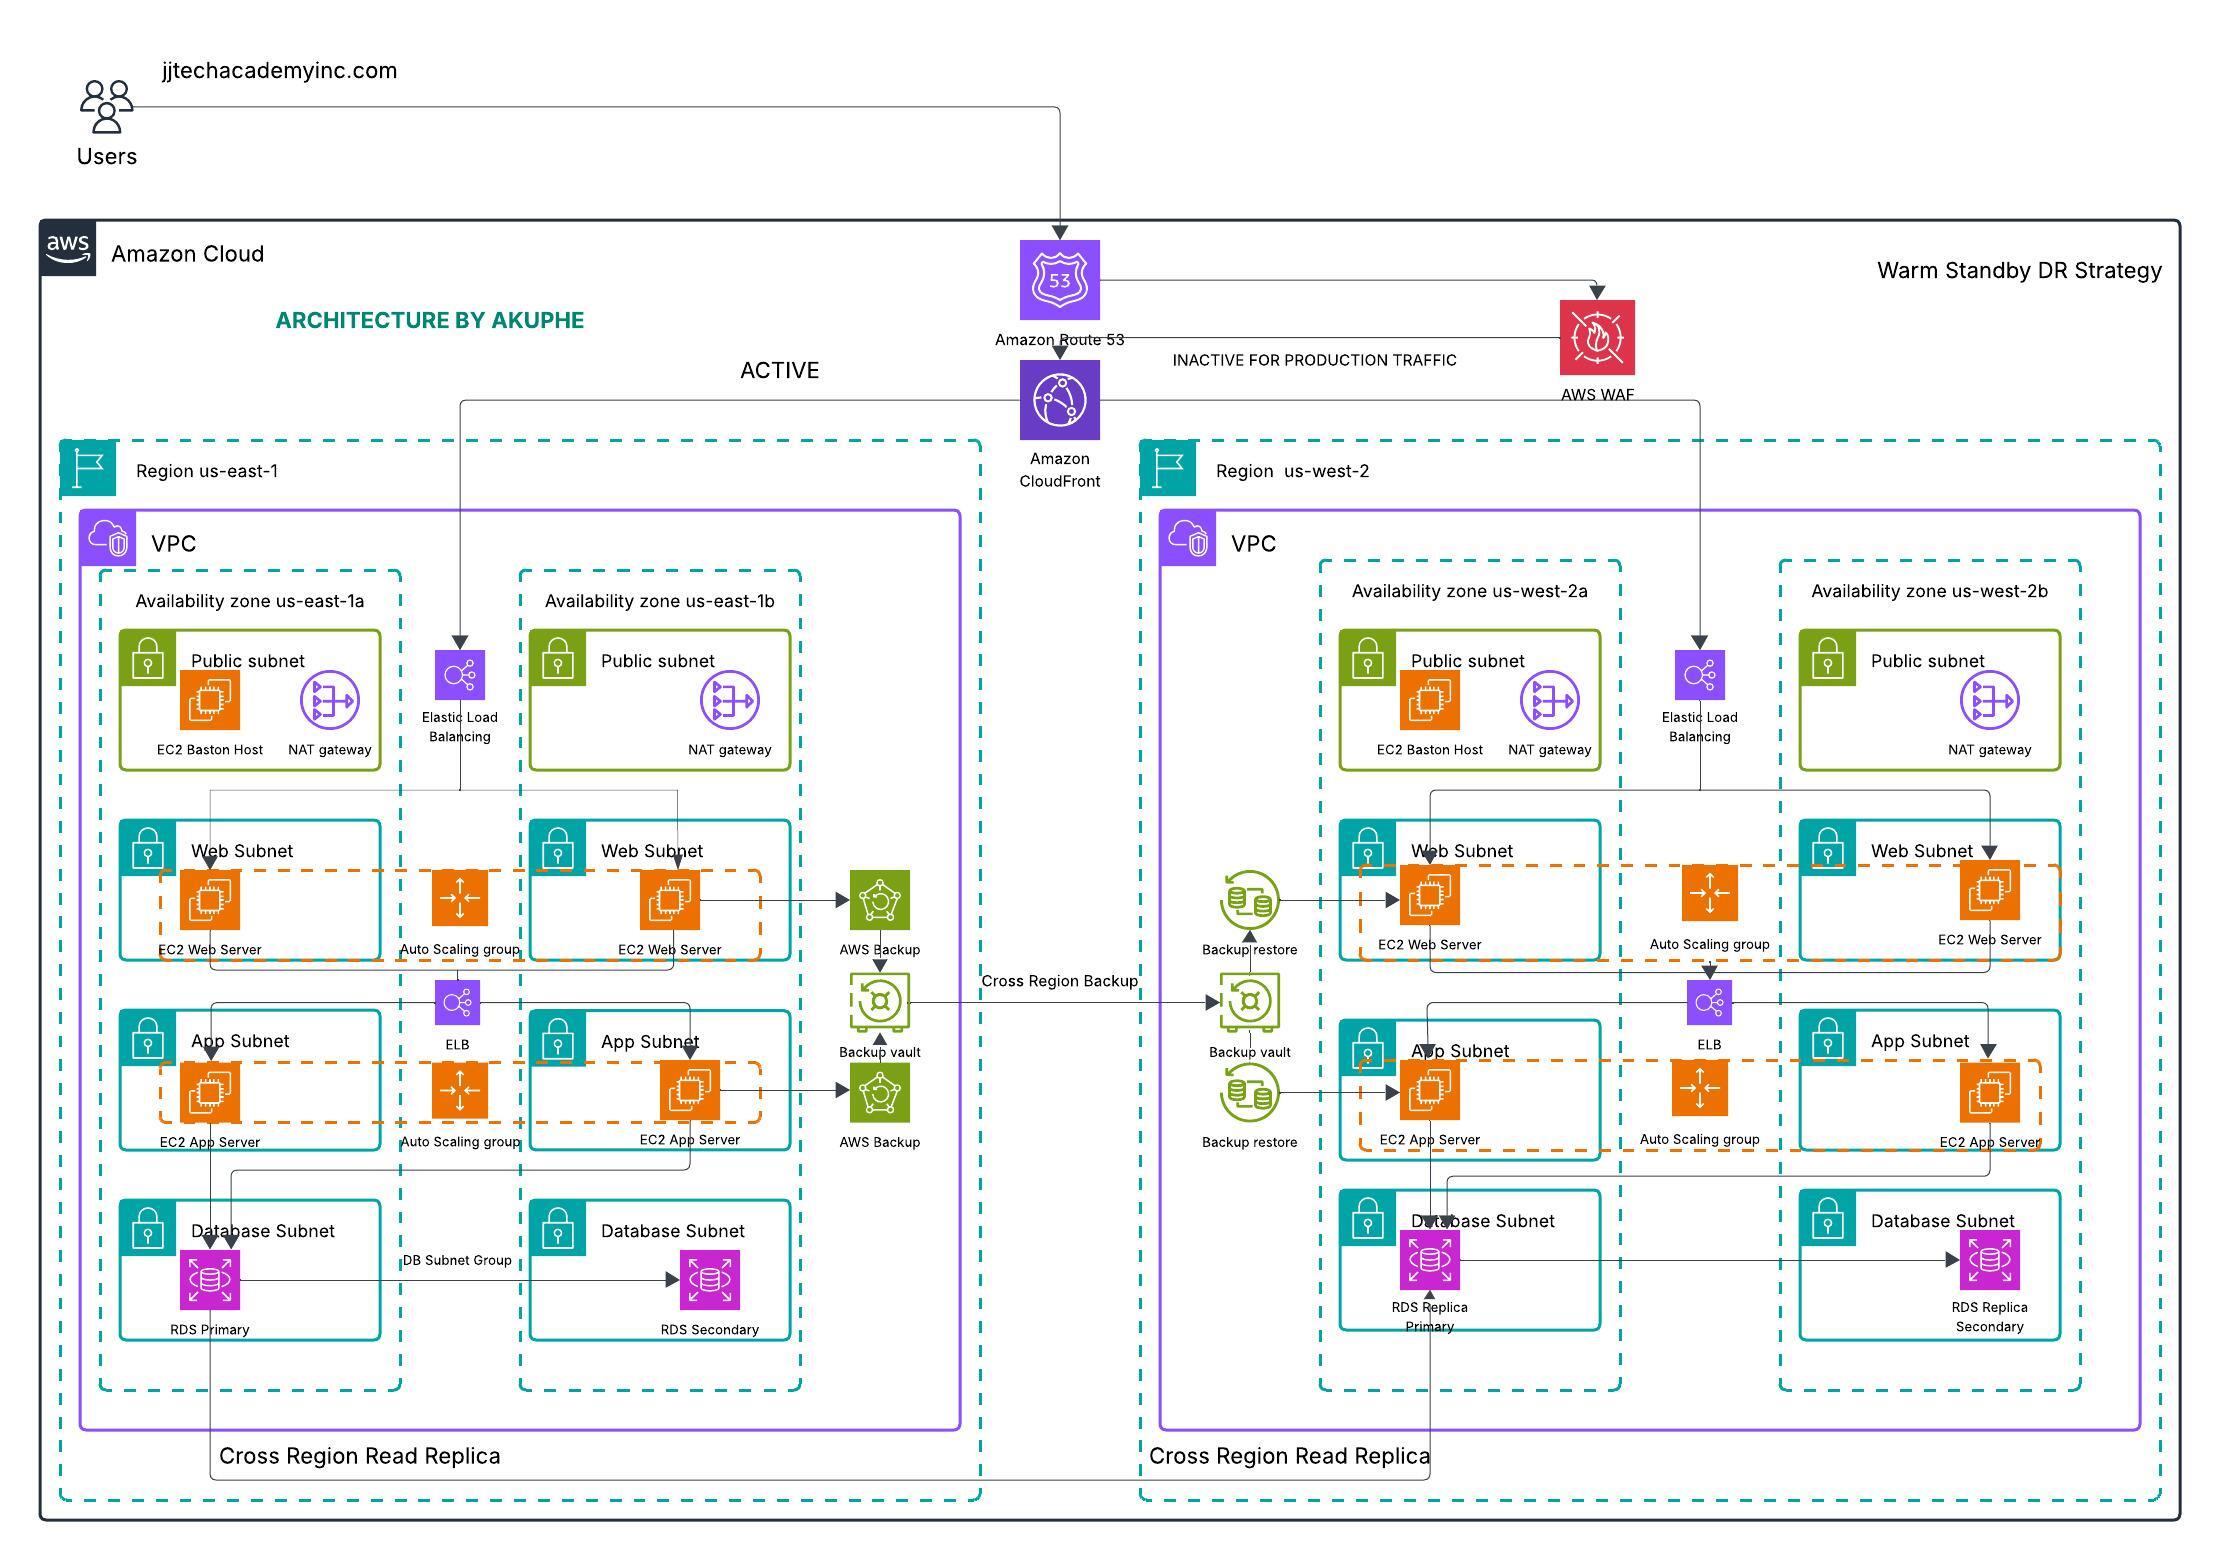 jjtechacademyinc.com
Users
aws
Amazon Cloud
Warm Standby DR Strategy
53
ARCHITECTURE BY AKUPHE
Amazon Route 53
INACTIVE FOR PRODUCTION TRAFFIC
ACTIVE
AWS WAF
Amazon
CloudFront
Region us-east-1
VPC
Availability zone us-east-1a
Availability zone us-east-1b
Public subnet
EC2 Baston Host
NAT gateway
Elastic Load
Balancing
Public subnet
NAT gateway
Web Subnet
EC2 Web Server
Auto Scaling group
Web Subnet
EC2 Web Server
AWS Backup
ELB
Backup vault
App Subnet
EC2 App Server
Auto Scaling group
App Subnet
EC2 App Server
AWS Backup
Database Subnet
RDS Primary
DB Subnet Group
Database Subnet
RDS Secondary
Cross Region Read Replica
Cross Region Backup
Region us-west-2
VPC
Availability zone us-west-2a
Availability zone us-west-2b
Public subnet
EC2 Baston Host
NAT gateway
Elastic Load
Balancing
Public subnet
NAT gateway
Backup restore
Web Subnet
EC2 Web Server
Auto Scaling group
Web Subnet
EC2 Web Server
Backup vault
ELB
Backup restore
App Subnet
EC2 App Server
Auto Scaling group
App Subnet
EC2 App Server
Database Subnet
RDS Replica
Primary
Database Subnet
RDS Replica
Secondary
Cross Region Read Replica